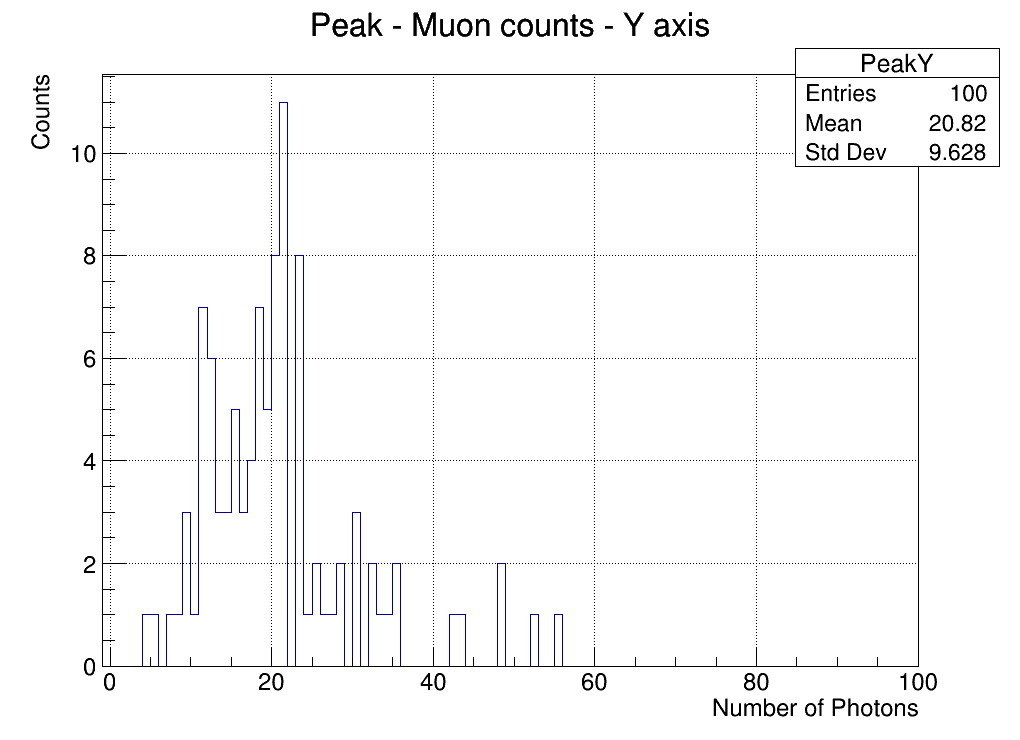 Peak - Muon counts - Y axis
PeakY
Entries 100
Mean 20.82
Std Dev 9.628
Counts
10
8
6
4
2
0
0 20 40 60 80 100
Number of Photons